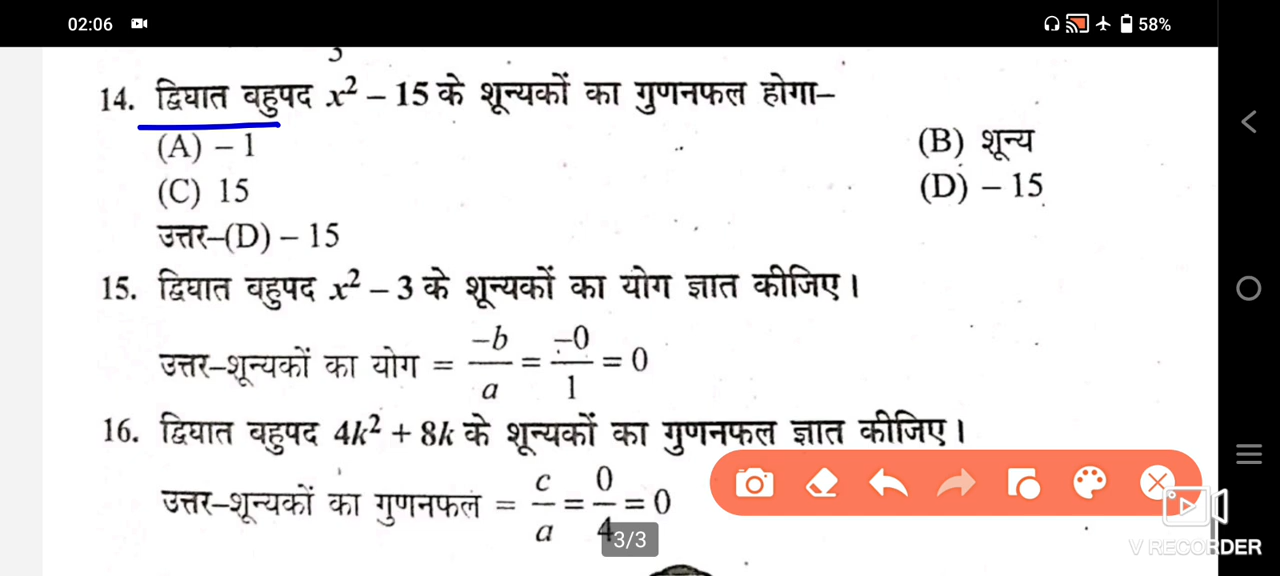 02:06
58%
14. द्विघात बहुपद x² – 15 के शून्यकों का गुणनफल होगा–
(A) – 1 (B) शून्य
(C) 15 (D) – 15
उत्तर–(D) – 15
15. द्विघात बहुपद x² – 3 के शून्यकों का योग ज्ञात कीजिए।
उत्तर–शून्यकों का योग = –b/a = –0/1 = 0
16. द्विघात बहुपद 4k² + 8k के शून्यकों का गुणनफल ज्ञात कीजिए।
उत्तर–शून्यकों का गुणनफल = c/a = 0/4 = 0
3/3
V RECORDER